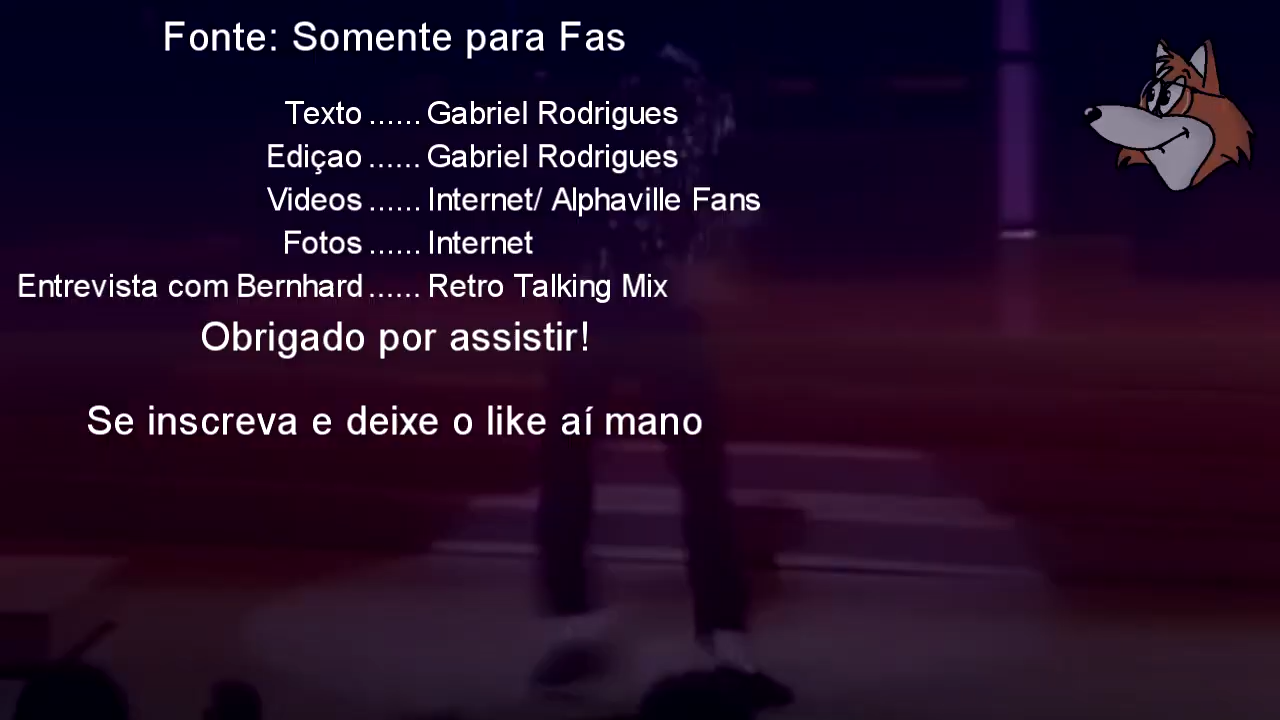 Fonte: Somente para Fas
Texto ...... Gabriel Rodrigues
Ediçao ...... Gabriel Rodrigues
Videos ...... Internet/ Alphaville Fans
Fotos ...... Internet
Entrevista com Bernhard ...... Retro Talking Mix
Obrigado por assistir!
Se inscreva e deixe o like aí mano